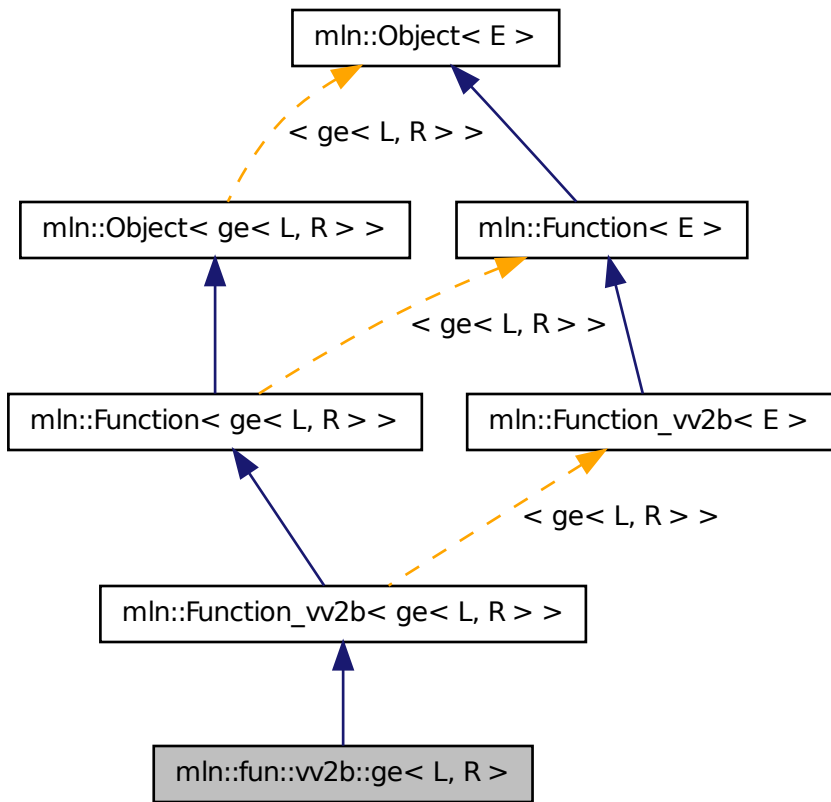 mln::Object< E >
< ge< L, R > >
mln::Object< ge< L, R > >
mln::Function< E >
< ge< L, R > >
mln::Function< ge< L, R > >
mln::Function_vv2b< E >
< ge< L, R > >
mln::Function_vv2b< ge< L, R > >
mln::fun::vv2b::ge< L, R >